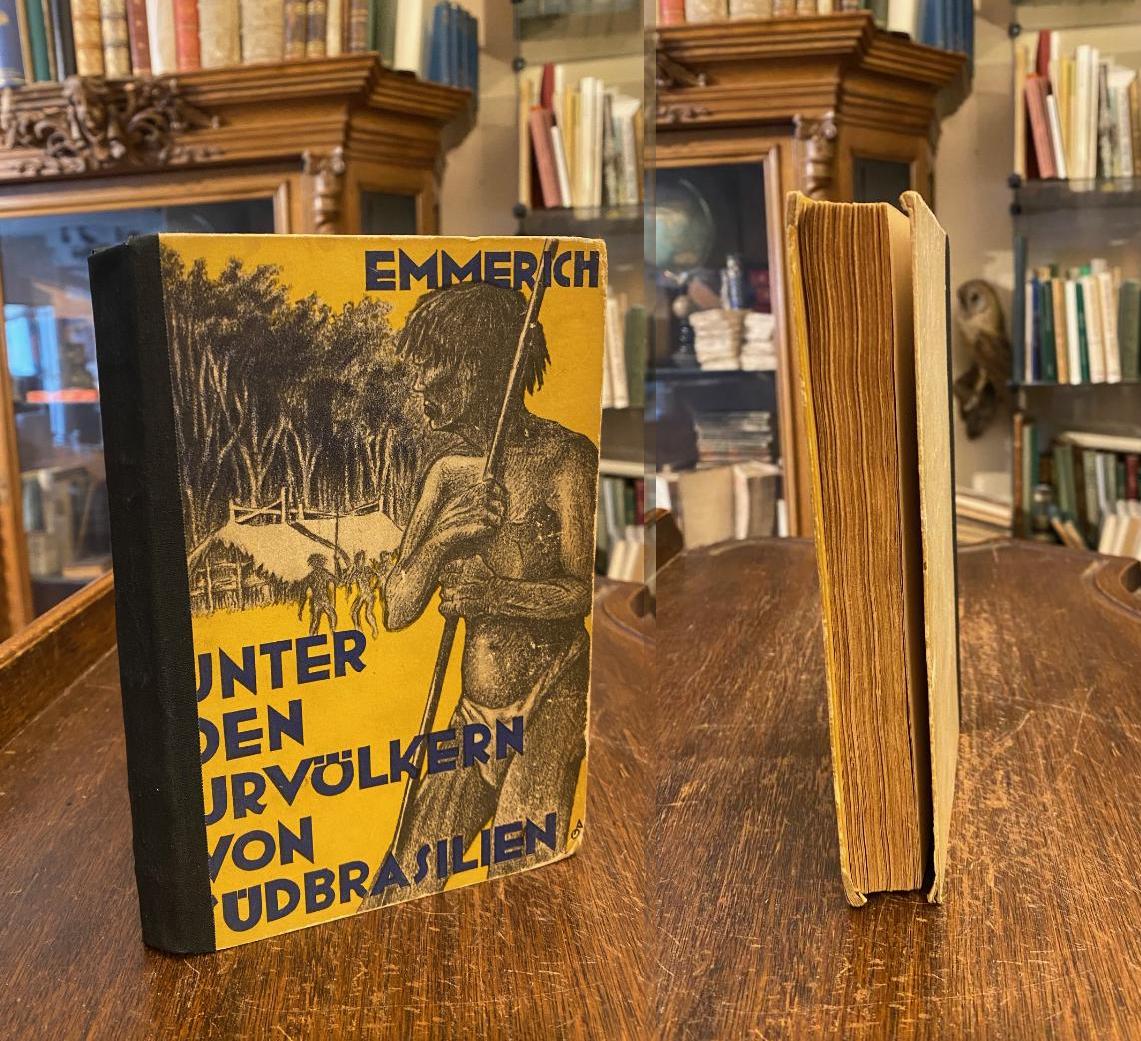 EMMERICH
UNTER
DEN
URVÖLKERN
VON
SÜDBRASILIEN